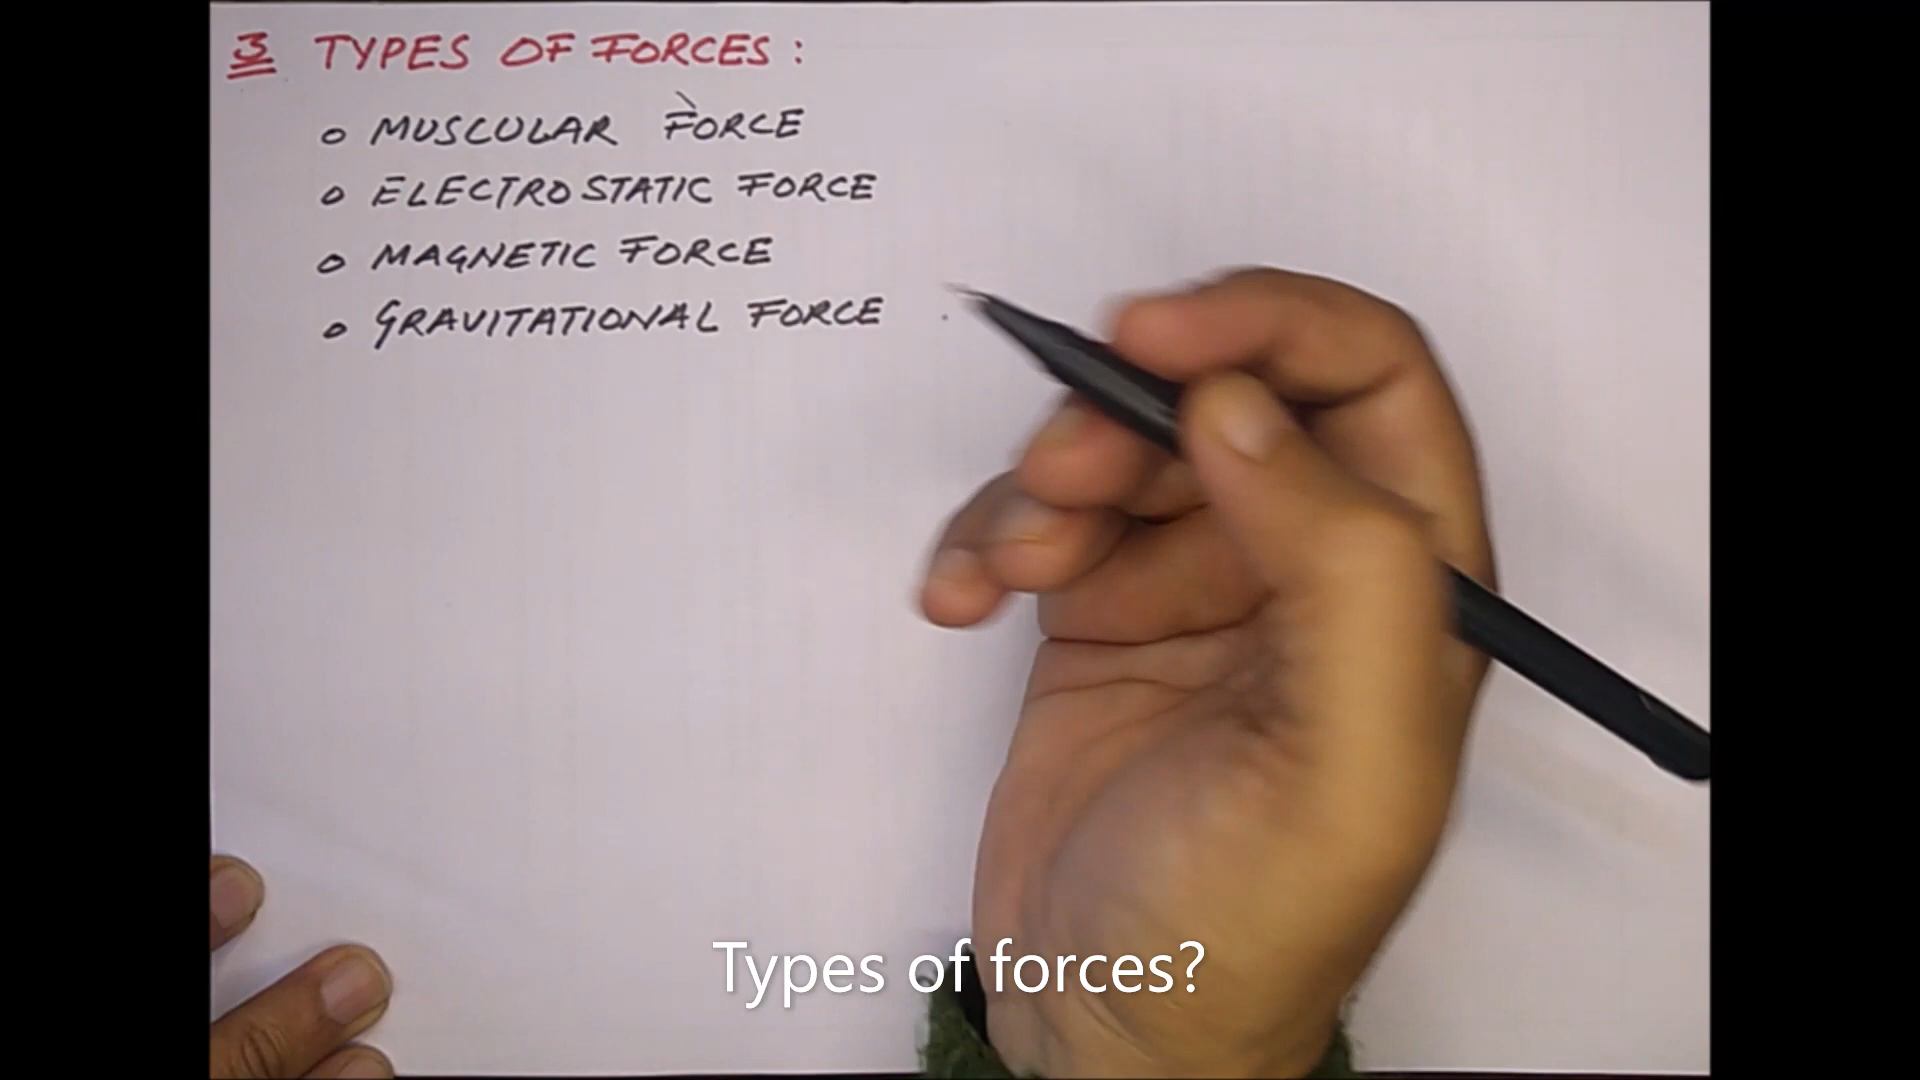 3 TYPES OF FORCES:
o MUSCULAR FORCE
o ELECTROSTATIC FORCE
o MAGNETIC FORCE
o GRAVITATIONAL FORCE
Types of forces?